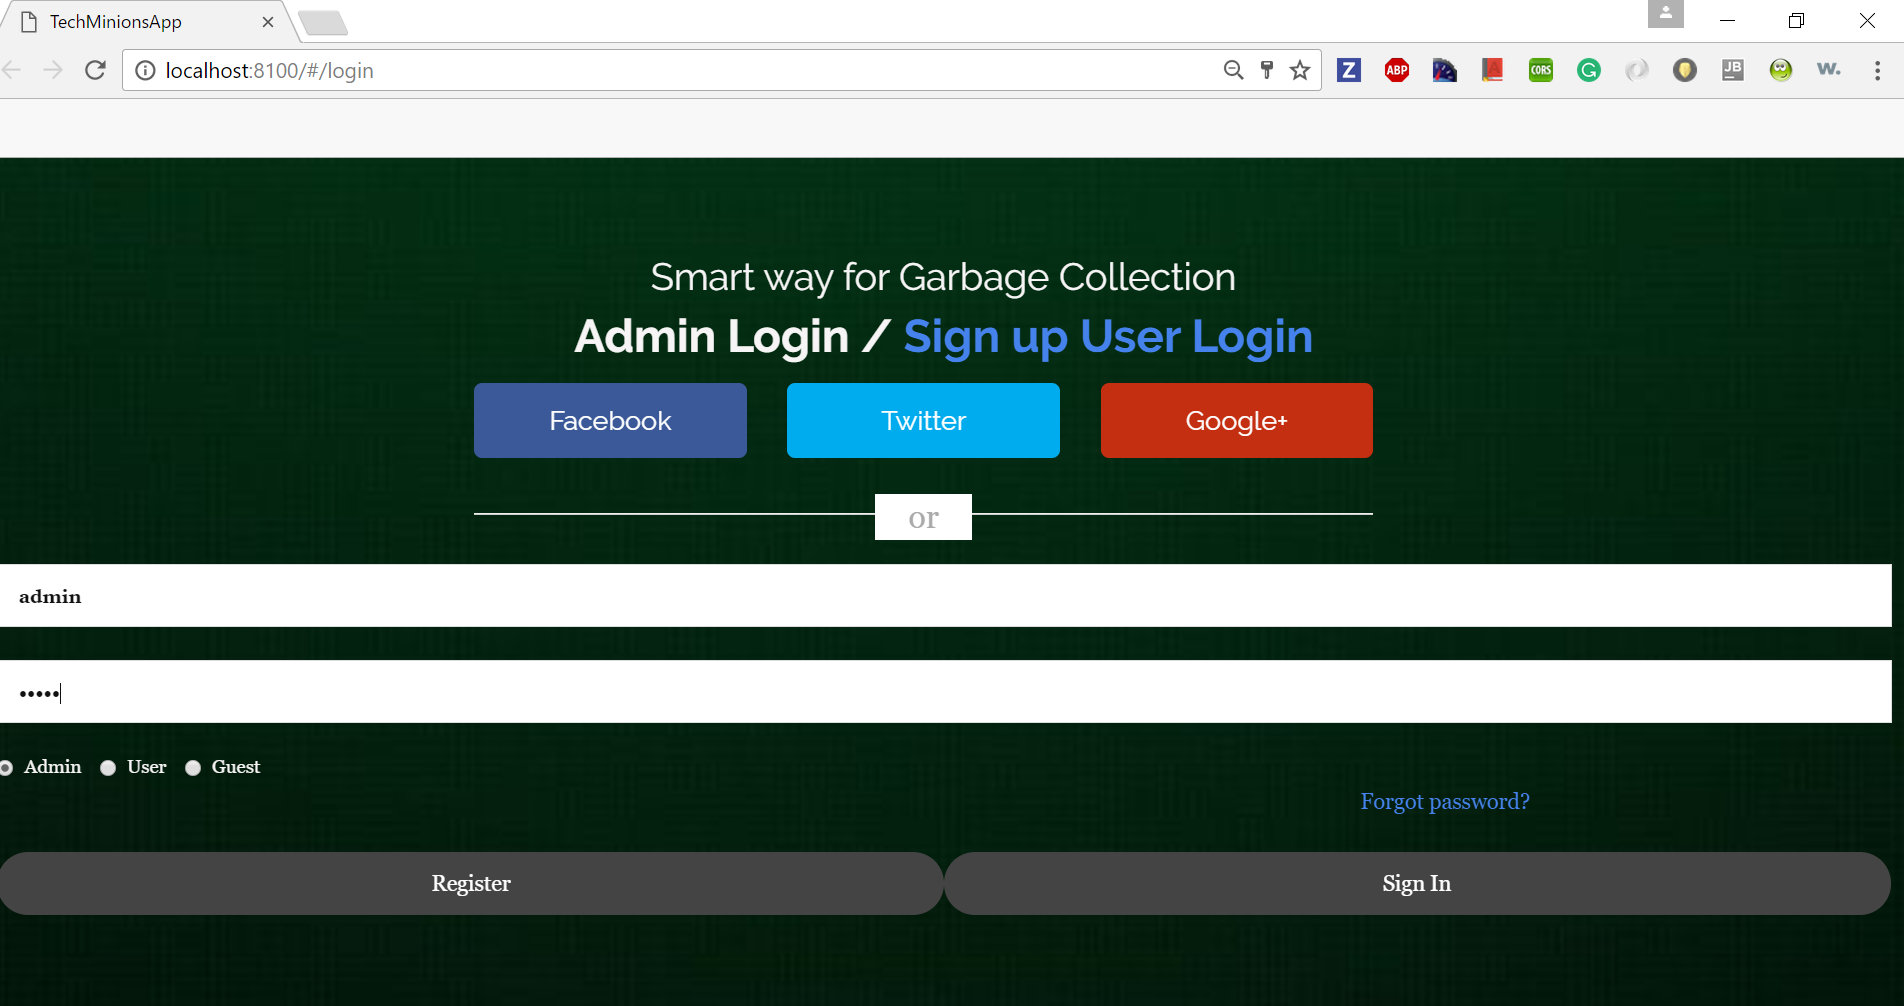 TechMinionsApp
localhost:8100/#/login
Z ABP CORS G JB w.
Smart way for Garbage Collection
Admin Login / Sign up User Login
Facebook Twitter Google+
or
admin
•••••
Admin User Guest
Forgot password?
Register Sign In